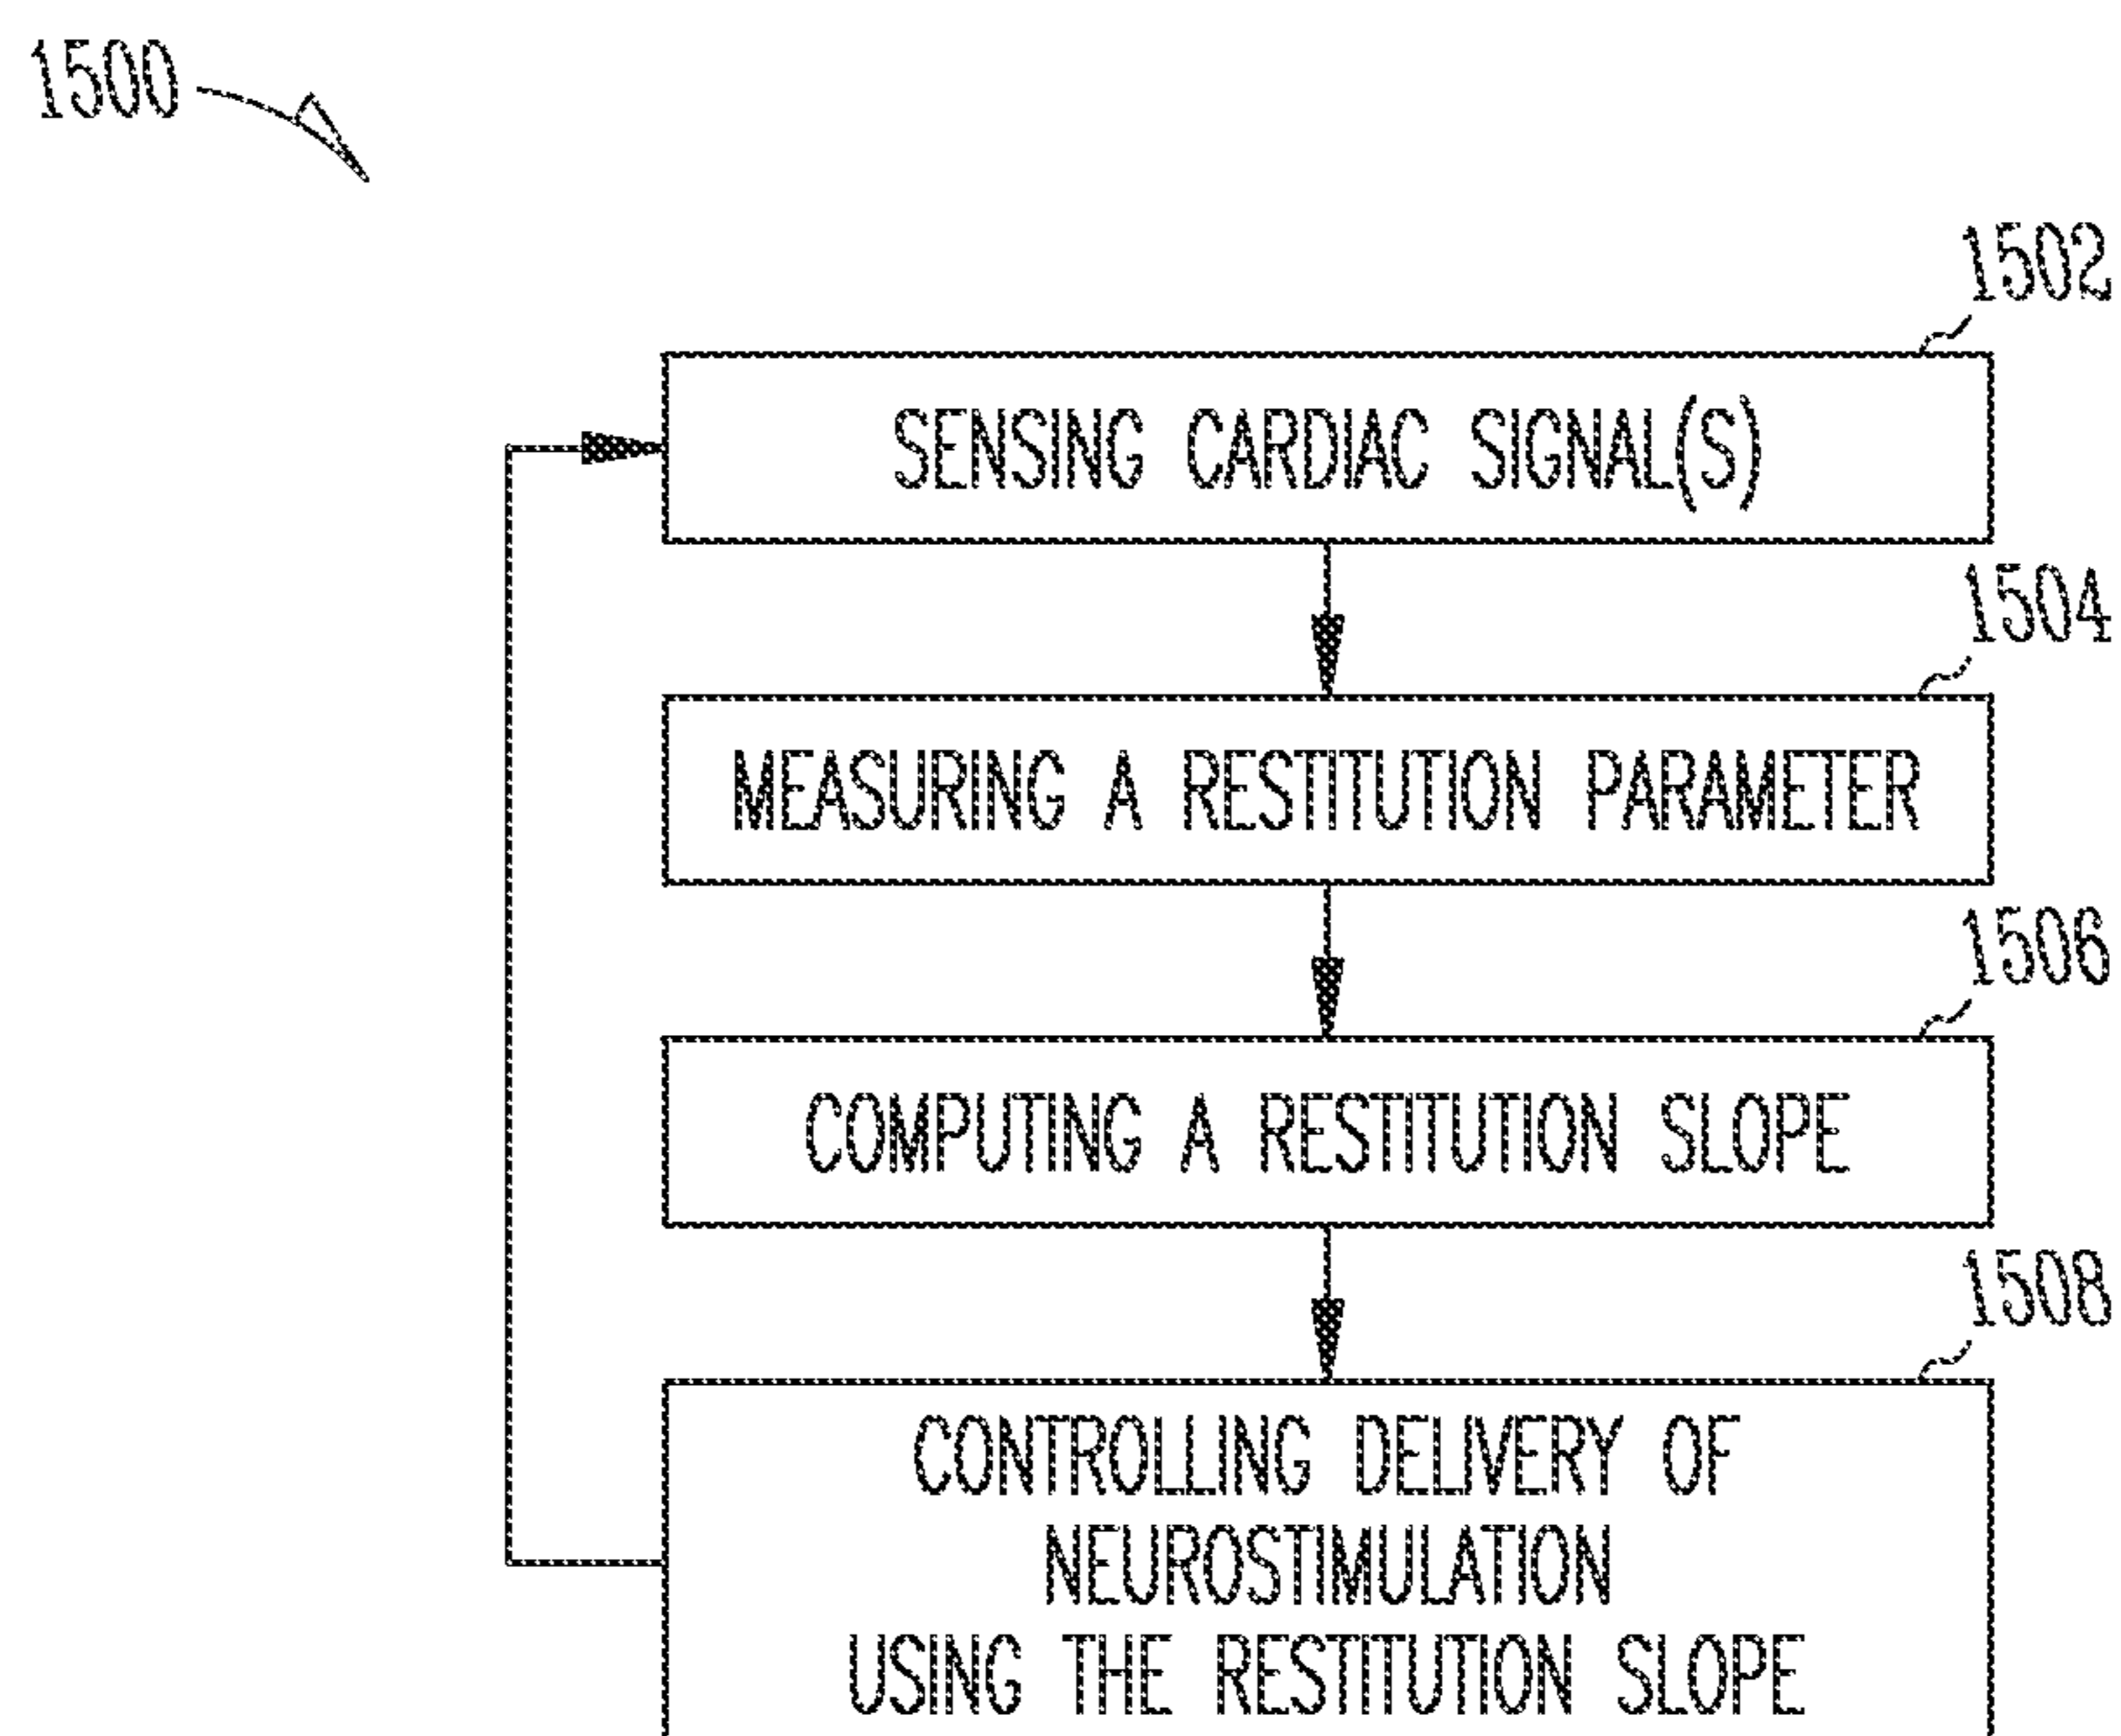 1500
1502
SENSING CARDIAC SIGNAL(S)
1504
MEASURING A RESTITUTION PARAMETER
1506
COMPUTING A RESTITUTION SLOPE
1508
CONTROLLING DELIVERY OF
NEUROSTIMULATION
USING THE RESTITUTION SLOPE